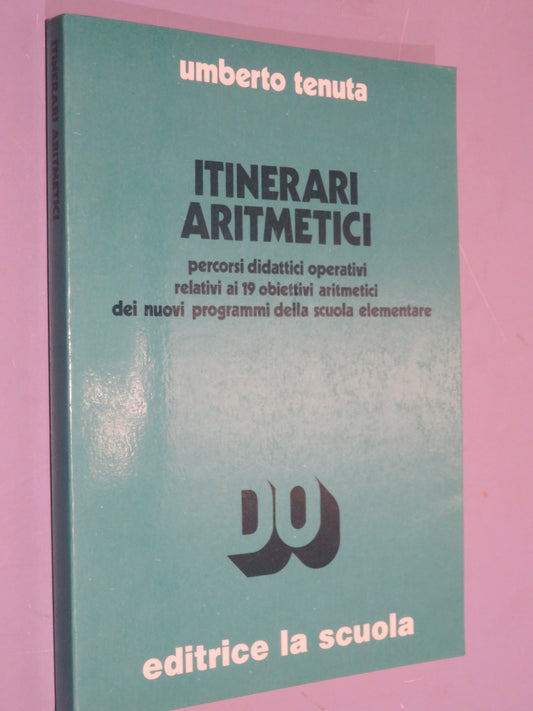 umberto tenuta
ITINERARI
ARITMETICI
percorsi didattici operativi
relativi ai 19 obiettivi aritmetici
dei nuovi programmi della scuola elementare
DO
editrice la scuola
ITINERARI ARITMETICI